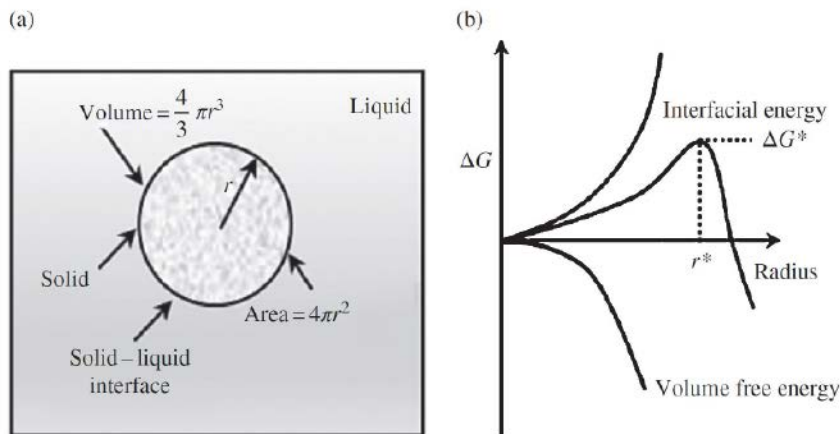 (a)
Volume = 4/3 πr³
Liquid
r
Solid
Area = 4πr²
Solid – liquid
interface
(b)
Interfacial energy
ΔG*
ΔG
r*
Radius
Volume free energy